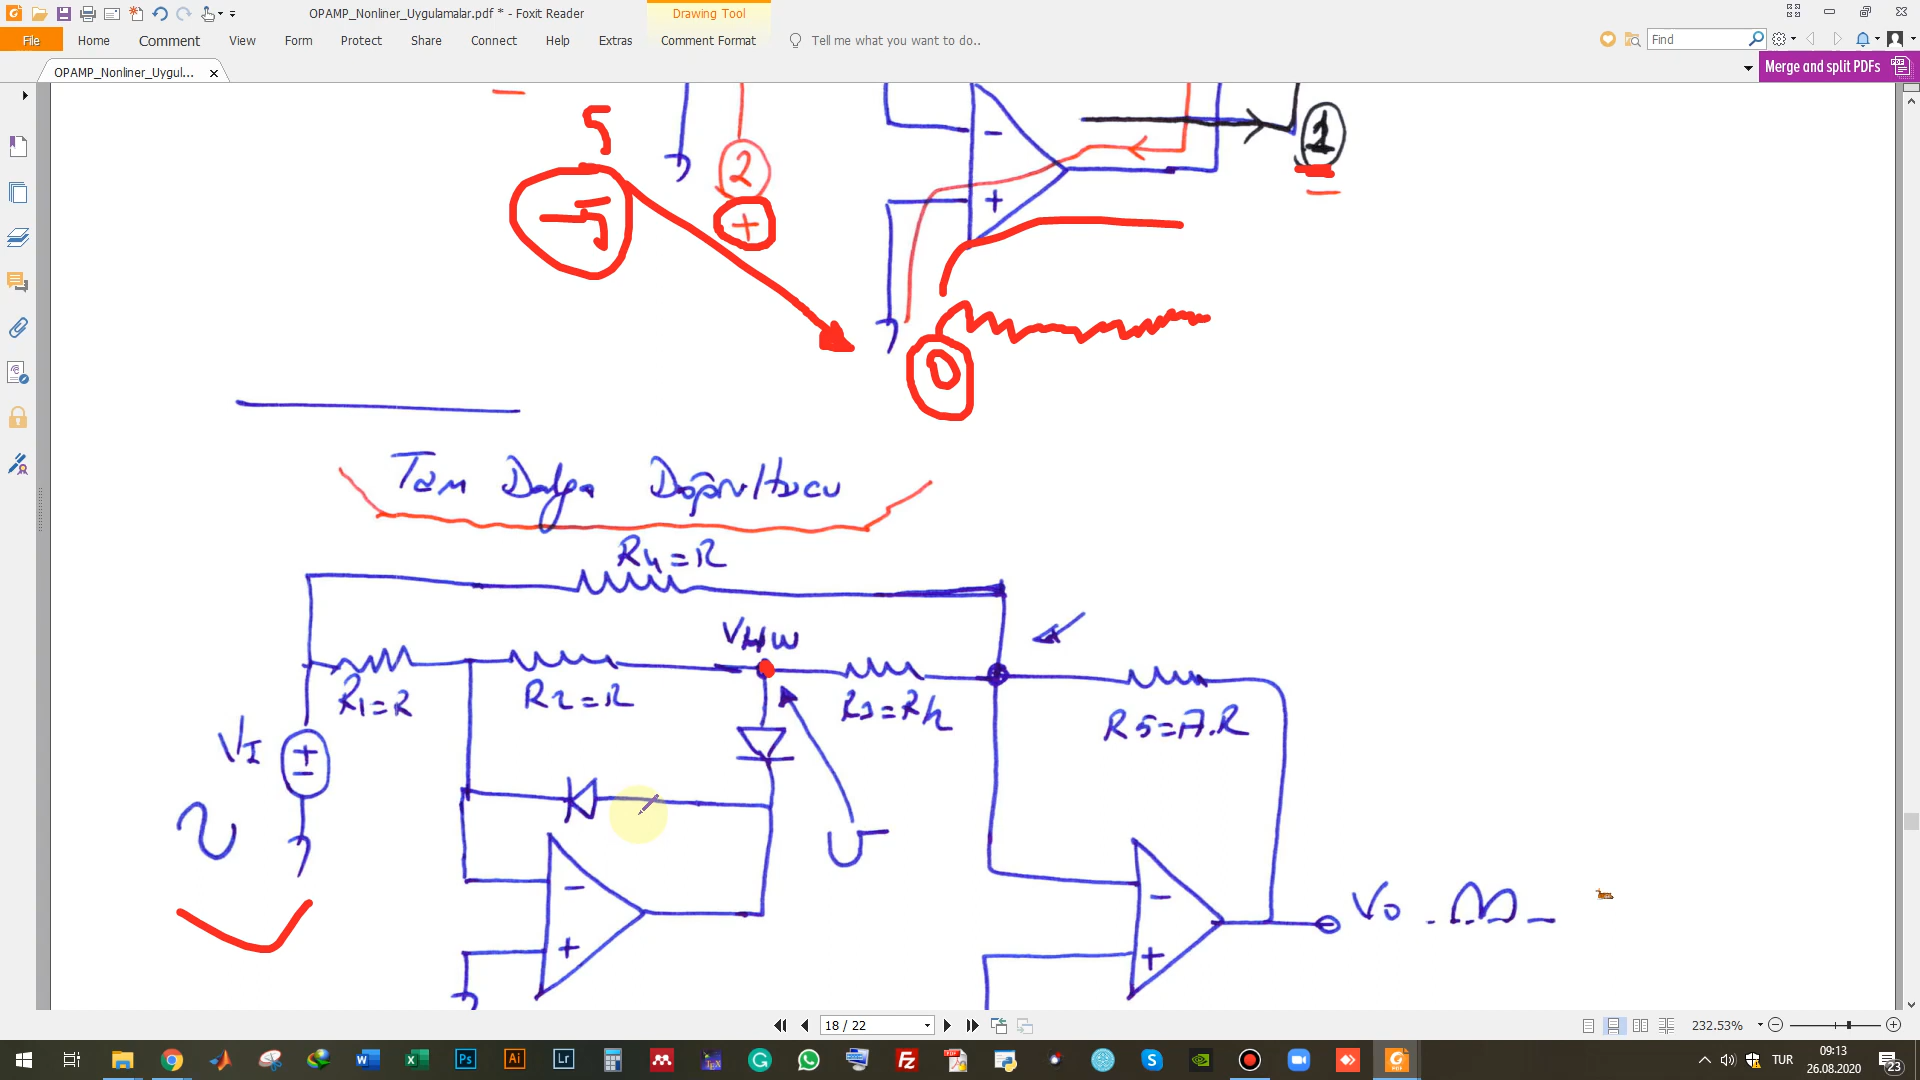 OPAMP_Nonliner_Uygulamalar.pdf * - Foxit Reader
Drawing Tool
File Home Comment View Form Protect Share Connect Help Extras Comment Format Tell me what you want to do.. Find
OPAMP_Nonliner_Uygul...
Merge and split PDFs
5
-5
2
+
1
-
+
0
Tam Dalga Doğrultucu
R4=R
VHW
R1=R
R2=R
R3=R/2
R5=A.R
VI
+
-
-
+
-
+
Vo
18 / 22
232.53%
TUR
09:13
26.08.2020
23